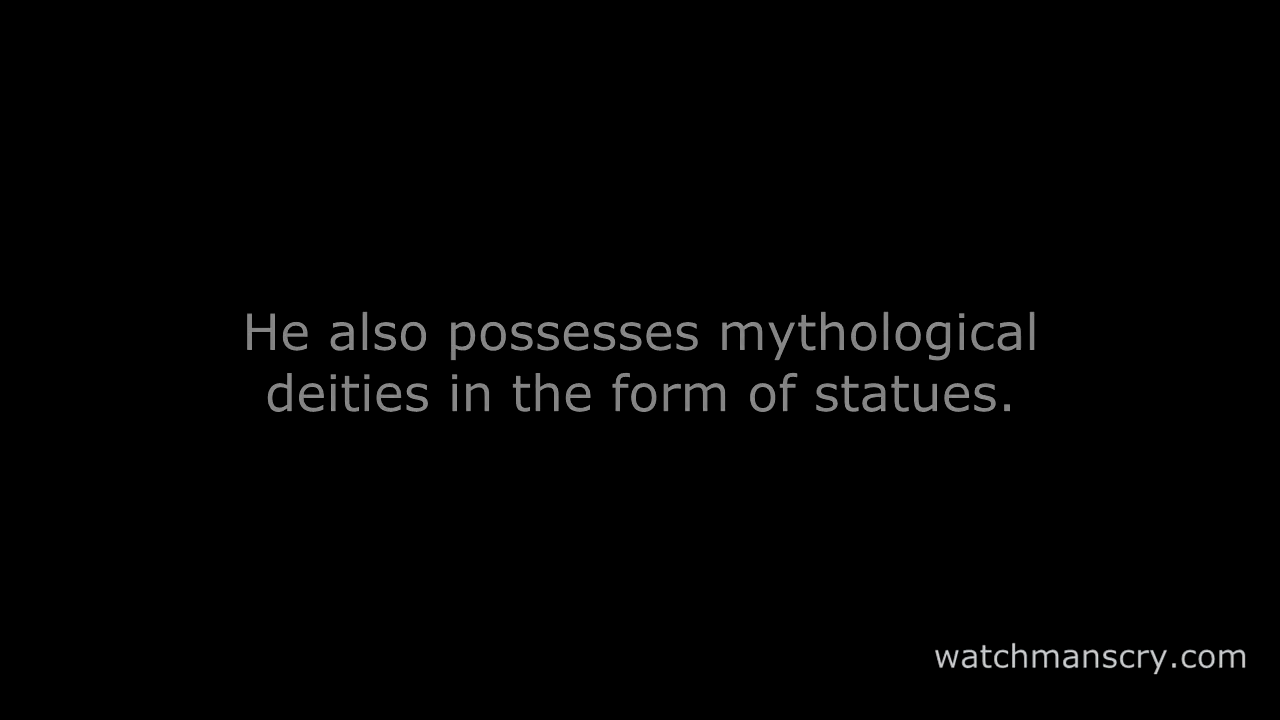 He also possesses mythological
deities in the form of statues.
watchmanscry.com